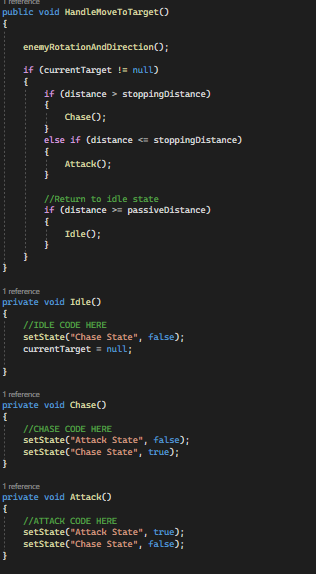 1 reference
public void HandleMoveToTarget()
{
enemyRotationAndDirection();
if (currentTarget != null)
{
if (distance > stoppingDistance)
{
Chase();
}
else if (distance <= stoppingDistance)
{
Attack();
}
//Return to idle state
if (distance >= passiveDistance)
{
Idle();
}
}
}
1 reference
private void Idle()
{
//IDLE CODE HERE
setState("Chase State", false);
currentTarget = null;
}
1 reference
private void Chase()
{
//CHASE CODE HERE
setState("Attack State", false);
setState("Chase State", true);
}
1 reference
private void Attack()
{
//ATTACK CODE HERE
setState("Attack State", true);
setState("Chase State", false);
}